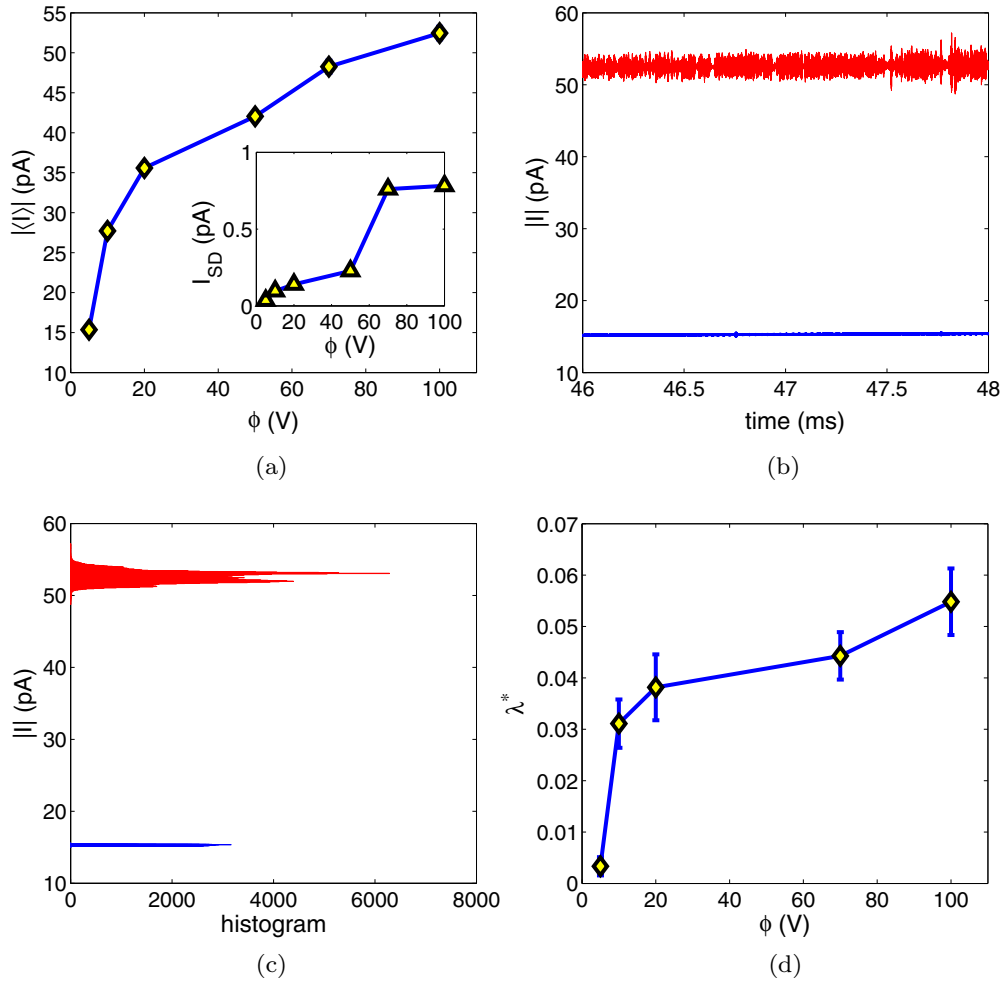 55
50
45
40
35
30
25
20
15
10
0 20 40 60 80 100
|⟨I⟩| (pA)
ϕ (V)
1
0.5
0
0 20 40 60 80 100
I_SD (pA)
ϕ (V)
(a)
60
50
40
30
20
10
46 46.5 47 47.5 48
|I| (pA)
time (ms)
(b)
60
50
40
30
20
10
0 2000 4000 6000 8000
|I| (pA)
histogram
(c)
0.07
0.06
0.05
0.04
0.03
0.02
0.01
0
0 20 40 60 80 100
λ*
ϕ (V)
(d)